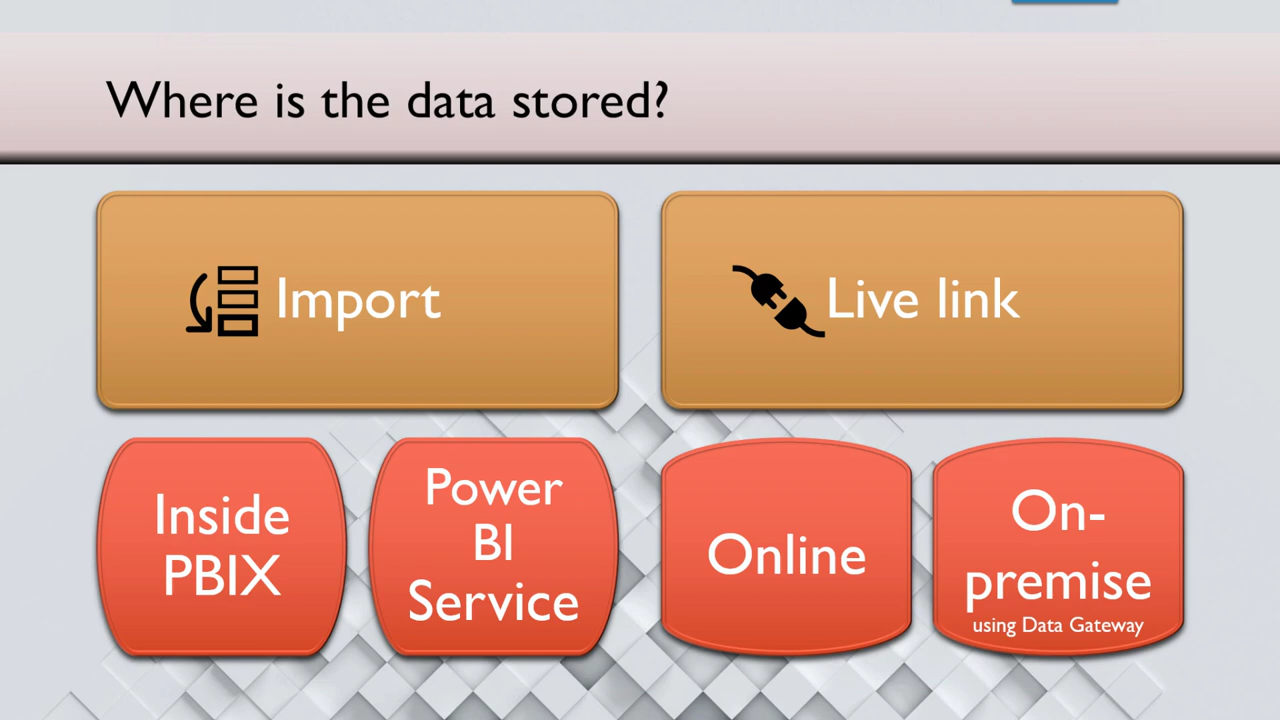 Where is the data stored?
Import
Live link
Inside
PBIX
Power
BI
Service
Online
On-
premise
using Data Gateway